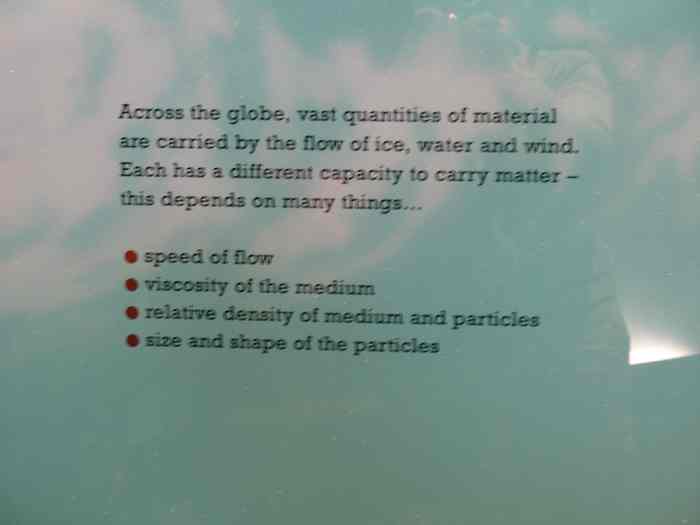 Across the globe, vast quantities of material
are carried by the flow of ice, water and wind.
Each has a different capacity to carry matter –
this depends on many things...
● speed of flow
● viscosity of the medium
● relative density of medium and particles
● size and shape of the particles